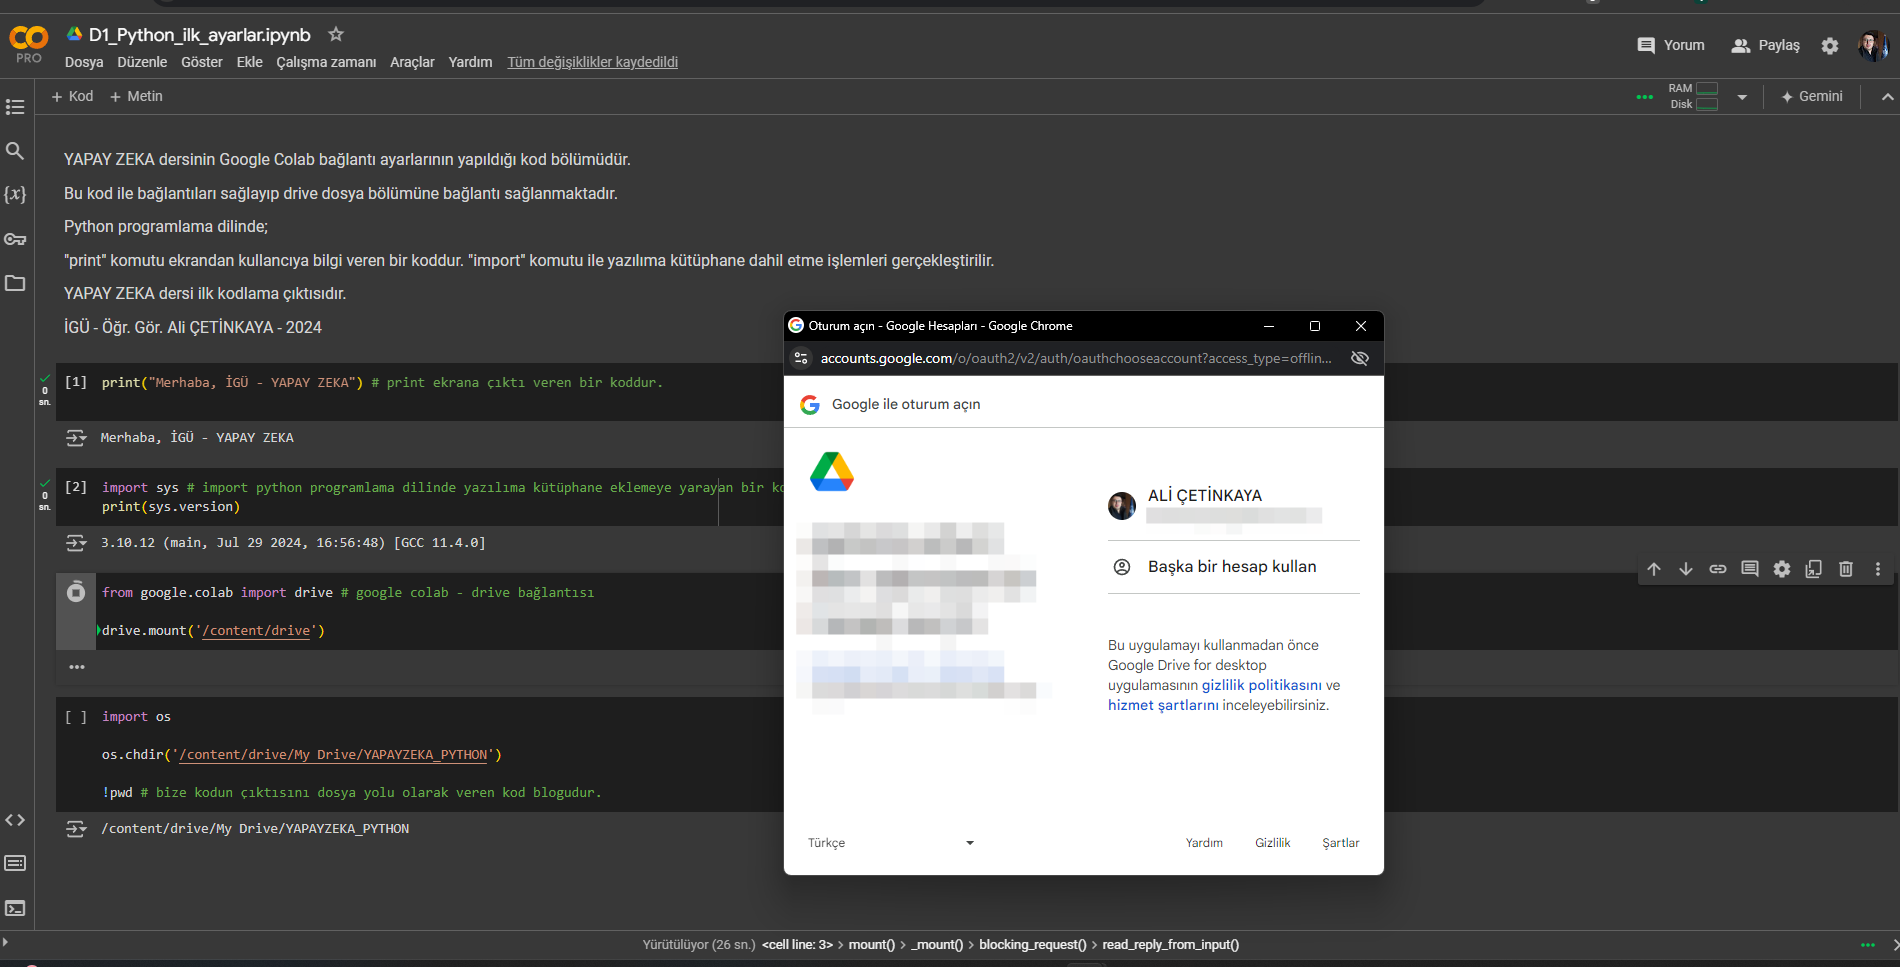 D1_Python_ilk_ayarlar.ipynb
PRO
Dosya Düzenle Göster Ekle Çalışma zamanı Araçlar Yardım Tüm değişiklikler kaydedildi
Yorum Paylaş
+ Kod + Metin
RAM
Disk
Gemini
YAPAY ZEKA dersinin Google Colab bağlantı ayarlarının yapıldığı kod bölümüdür.
Bu kod ile bağlantıları sağlayıp drive dosya bölümüne bağlantı sağlanmaktadır.
Python programlama dilinde;
"print" komutu ekrandan kullancıya bilgi veren bir koddur. "import" komutu ile yazılıma kütüphane dahil etme işlemleri gerçekleştirilir.
YAPAY ZEKA dersi ilk kodlama çıktısıdır.
İGÜ - Öğr. Gör. Ali ÇETİNKAYA - 2024
0 sn.
[1] print("Merhaba, İGÜ - YAPAY ZEKA") # print ekrana çıktı veren bir koddur.
Merhaba, İGÜ - YAPAY ZEKA
0 sn.
[2] import sys # import python programlama dilinde yazılıma kütüphane eklemeye yarayan bir
print(sys.version)
3.10.12 (main, Jul 29 2024, 16:56:48) [GCC 11.4.0]
from google.colab import drive # google colab - drive bağlantısı
drive.mount('/content/drive')
[ ] import os
os.chdir('/content/drive/My Drive/YAPAYZEKA_PYTHON')
!pwd # bize kodun çıktısını dosya yolu olarak veren kod blogudur.
/content/drive/My Drive/YAPAYZEKA_PYTHON
Oturum açın - Google Hesapları - Google Chrome
accounts.google.com/o/oauth2/v2/auth/oauthchooseaccount?access_type=offlin...
Google ile oturum açın
ALİ ÇETİNKAYA
Başka bir hesap kullan
Bu uygulamayı kullanmadan önce
Google Drive for desktop
uygulamasının gizlilik politikasını ve
hizmet şartlarını inceleyebilirsiniz.
Türkçe
Yardım Gizlilik Şartlar
Yürütülüyor (26 sn.) <cell line: 3> > mount() > _mount() > blocking_request() > read_reply_from_input()